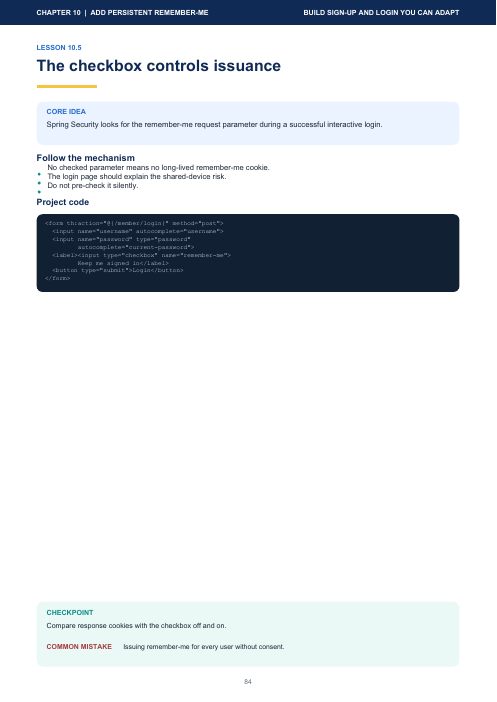 CHAPTER 10 | ADD PERSISTENT REMEMBER-ME
BUILD SIGN-UP AND LOGIN YOU CAN ADAPT
LESSON 10.5
The checkbox controls issuance
CORE IDEA
Spring Security looks for the remember-me request parameter during a successful interactive login.
Follow the mechanism
No checked parameter means no long-lived remember-me cookie.
• The login page should explain the shared-device risk.
• Do not pre-check it silently.
•
Project code
<form th:action="@{/member/login}" method="post">
  <input name="username" autocomplete="username">
  <input name="password" type="password"
         autocomplete="current-password">
  <label><input type="checkbox" name="remember-me">
         Keep me signed in</label>
  <button type="submit">Login</button>
</form>
CHECKPOINT
Compare response cookies with the checkbox off and on.
COMMON MISTAKE Issuing remember-me for every user without consent.
84